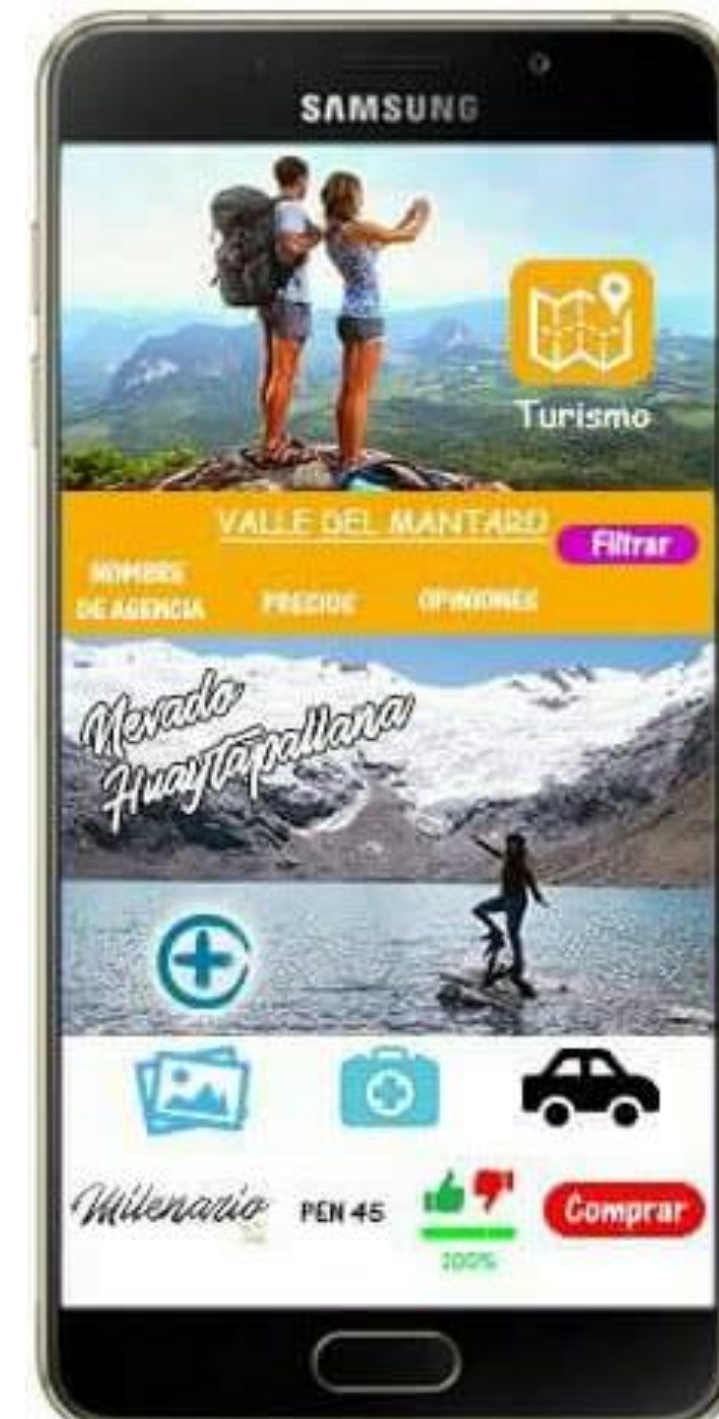 SAMSUNG
Turismo
VALLE DEL MANTARO
Filtrar
NOMBRE
DE AGENCIA
PRECIOS
OPINIONES
Nevado
Huaytapallana
Milenario
PEN 45
Comprar
100%